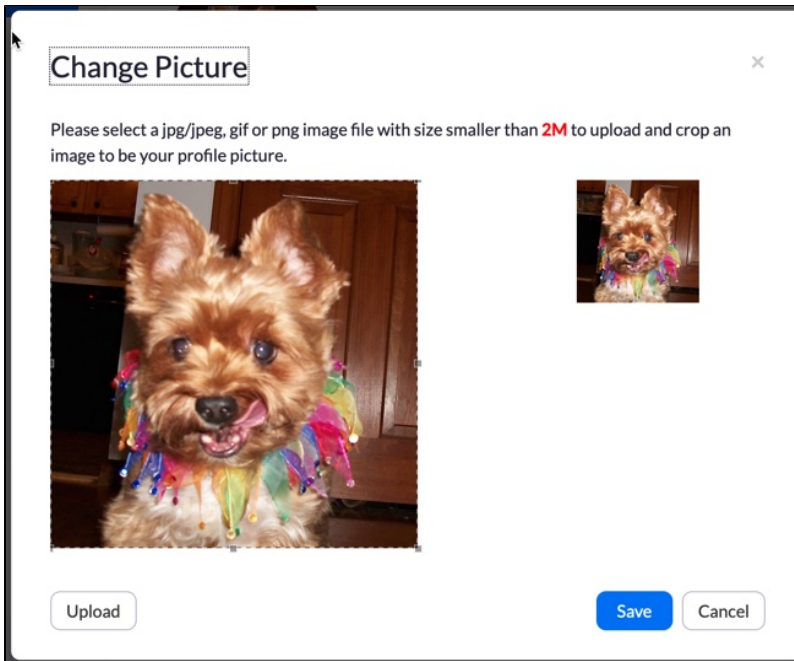 Change Picture
Please select a jpg/jpeg, gif or png image file with size smaller than 2M to upload and crop an
image to be your profile picture.
Upload
Save
Cancel